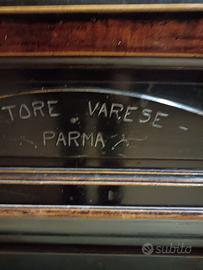 TORE VARESE -
PARMA
subito